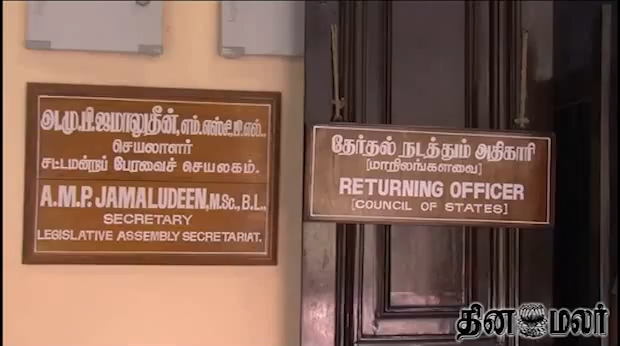 அ.மு.பி.ஜமாலுதீன், எம்.எஸ்ஸி,பி.எல்.,
செயலாளர்
சட்டமன்றப் பேரவைச் செயலகம்.
A.M.P. JAMALUDEEN, M.Sc., B.L.,
SECRETARY
LEGISLATIVE ASSEMBLY SECRETARIAT.
தேர்தல் நடத்தும் அதிகாரி
[மாநிலங்களவை]
RETURNING OFFICER
[COUNCIL OF STATES]
தினமலர்